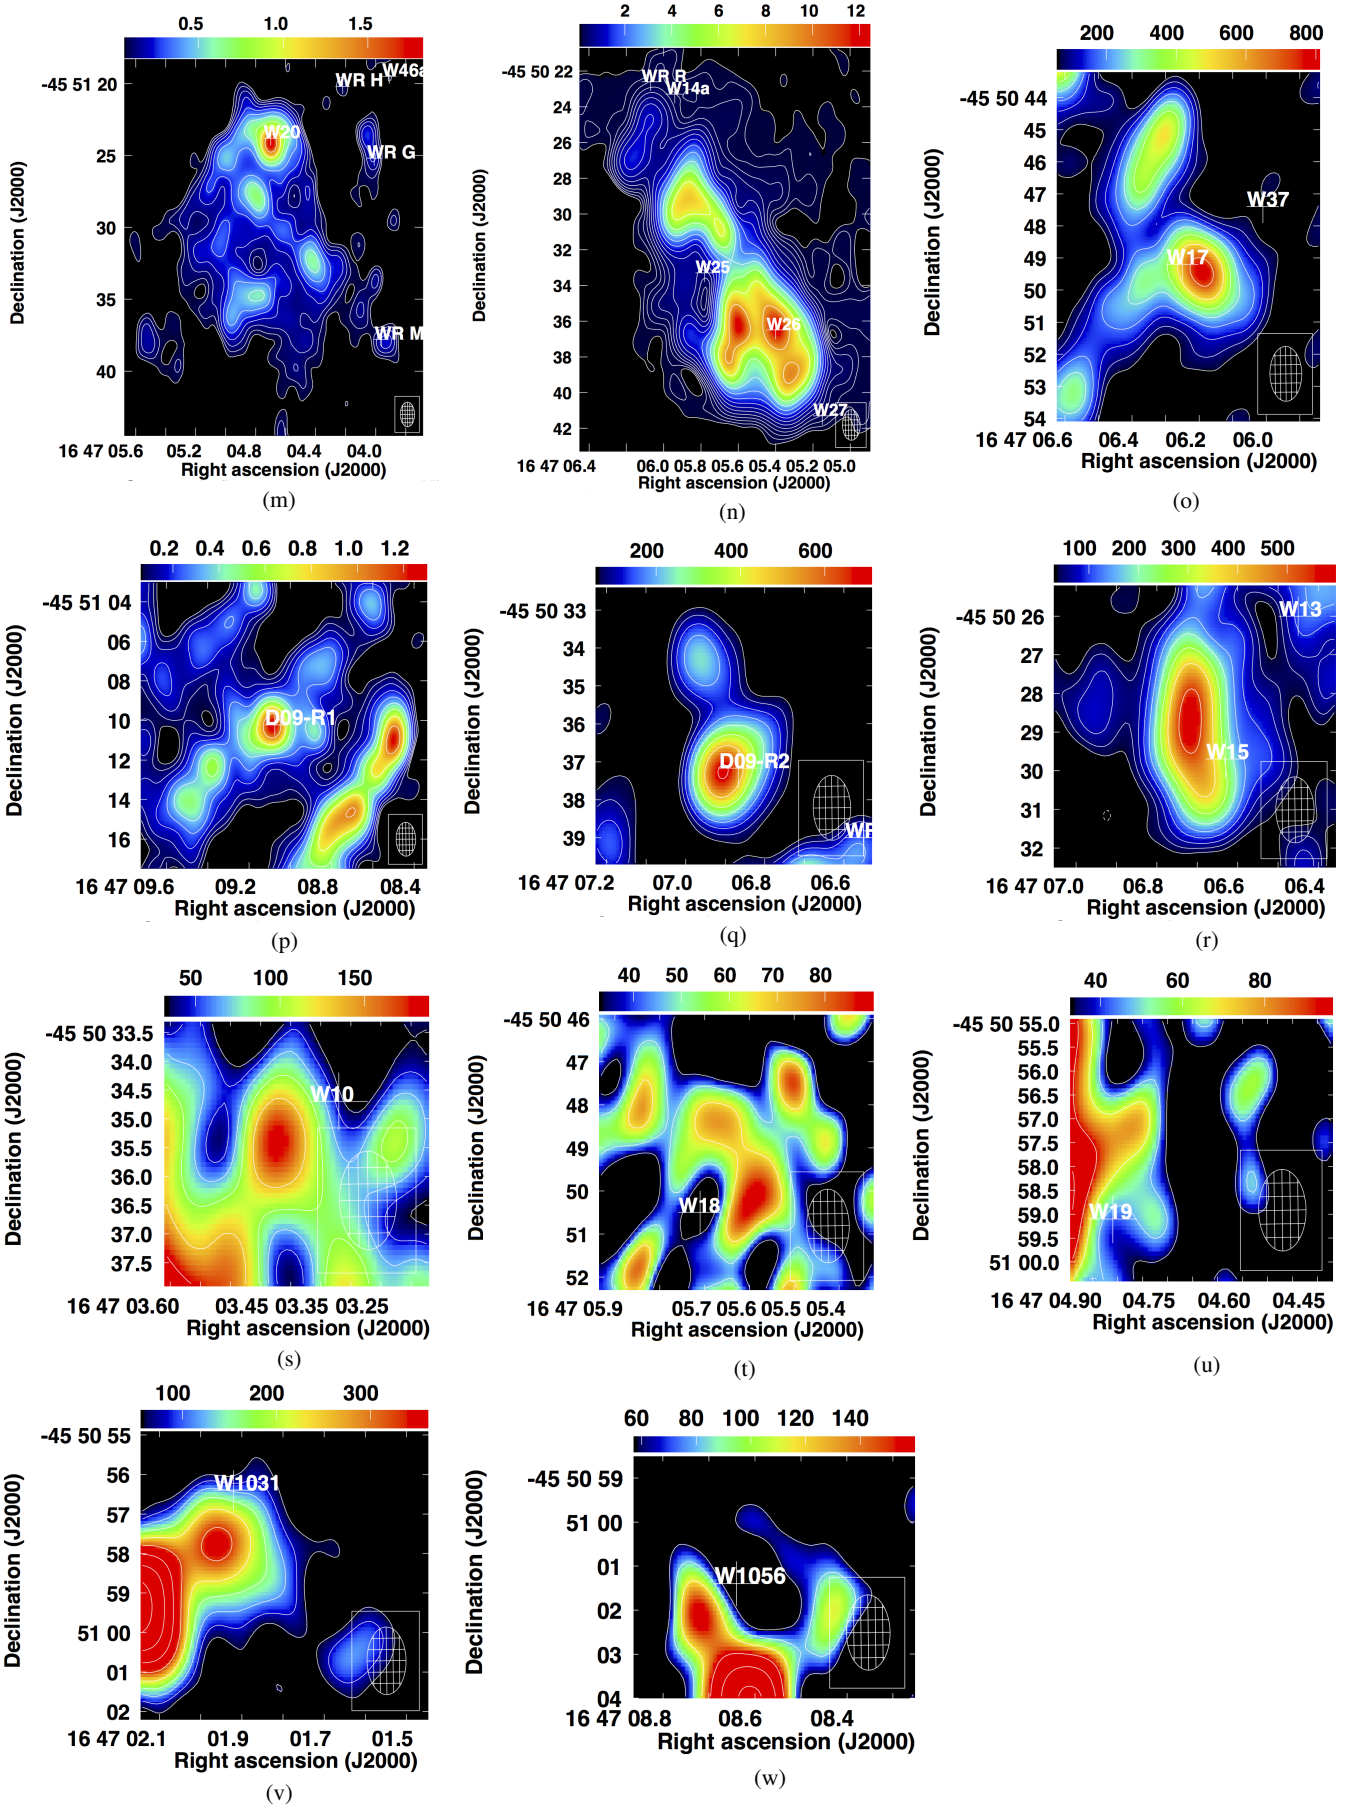 0.5 1.0 1.5
-45 51 20
25
30
35
40
Declination (J2000)
W46a
WR H
W20
WR G
WR M
16 47 05.6 05.2 04.8 04.4 04.0
Right ascension (J2000)
(m)
2 4 6 8 10 12
-45 50 22
24
26
28
30
32
34
36
38
40
42
Declination (J2000)
WR R
W14a
W25
W26
W27
16 47 06.4 06.0 05.8 05.6 05.4 05.2 05.0
Right ascension (J2000)
(n)
200 400 600 800
-45 50 44
45
46
47
48
49
50
51
52
53
54
Declination (J2000)
W37
W17
16 47 06.6 06.4 06.2 06.0
Right ascension (J2000)
(o)
0.2 0.4 0.6 0.8 1.0 1.2
-45 51 04
06
08
10
12
14
16
Declination (J2000)
D09-R1
16 47 09.6 09.2 08.8 08.4
Right ascension (J2000)
(p)
200 400 600
-45 50 33
34
35
36
37
38
39
Declination (J2000)
D09-R2
WR
16 47 07.2 07.0 06.8 06.6
Right ascension (J2000)
(q)
100 200 300 400 500
-45 50 26
27
28
29
30
31
32
Declination (J2000)
W13
W15
16 47 07.0 06.8 06.6 06.4
Right ascension (J2000)
(r)
50 100 150
-45 50 33.5
34.0
34.5
35.0
35.5
36.0
36.5
37.0
37.5
Declination (J2000)
W10
16 47 03.60 03.45 03.35 03.25
Right ascension (J2000)
(s)
40 50 60 70 80
-45 50 46
47
48
49
50
51
52
Declination (J2000)
W18
16 47 05.9 05.7 05.6 05.5 05.4
Right ascension (J2000)
(t)
40 60 80
-45 50 55.0
55.5
56.0
56.5
57.0
57.5
58.0
58.5
59.0
59.5
51 00.0
Declination (J2000)
W19
16 47 04.90 04.75 04.60 04.45
Right ascension (J2000)
(u)
100 200 300
-45 50 55
56
57
58
59
51 00
01
02
Declination (J2000)
W1031
16 47 02.1 01.9 01.7 01.5
Right ascension (J2000)
(v)
60 80 100 120 140
-45 50 59
51 00
01
02
03
04
Declination (J2000)
W1056
16 47 08.8 08.6 08.4
Right ascension (J2000)
(w)